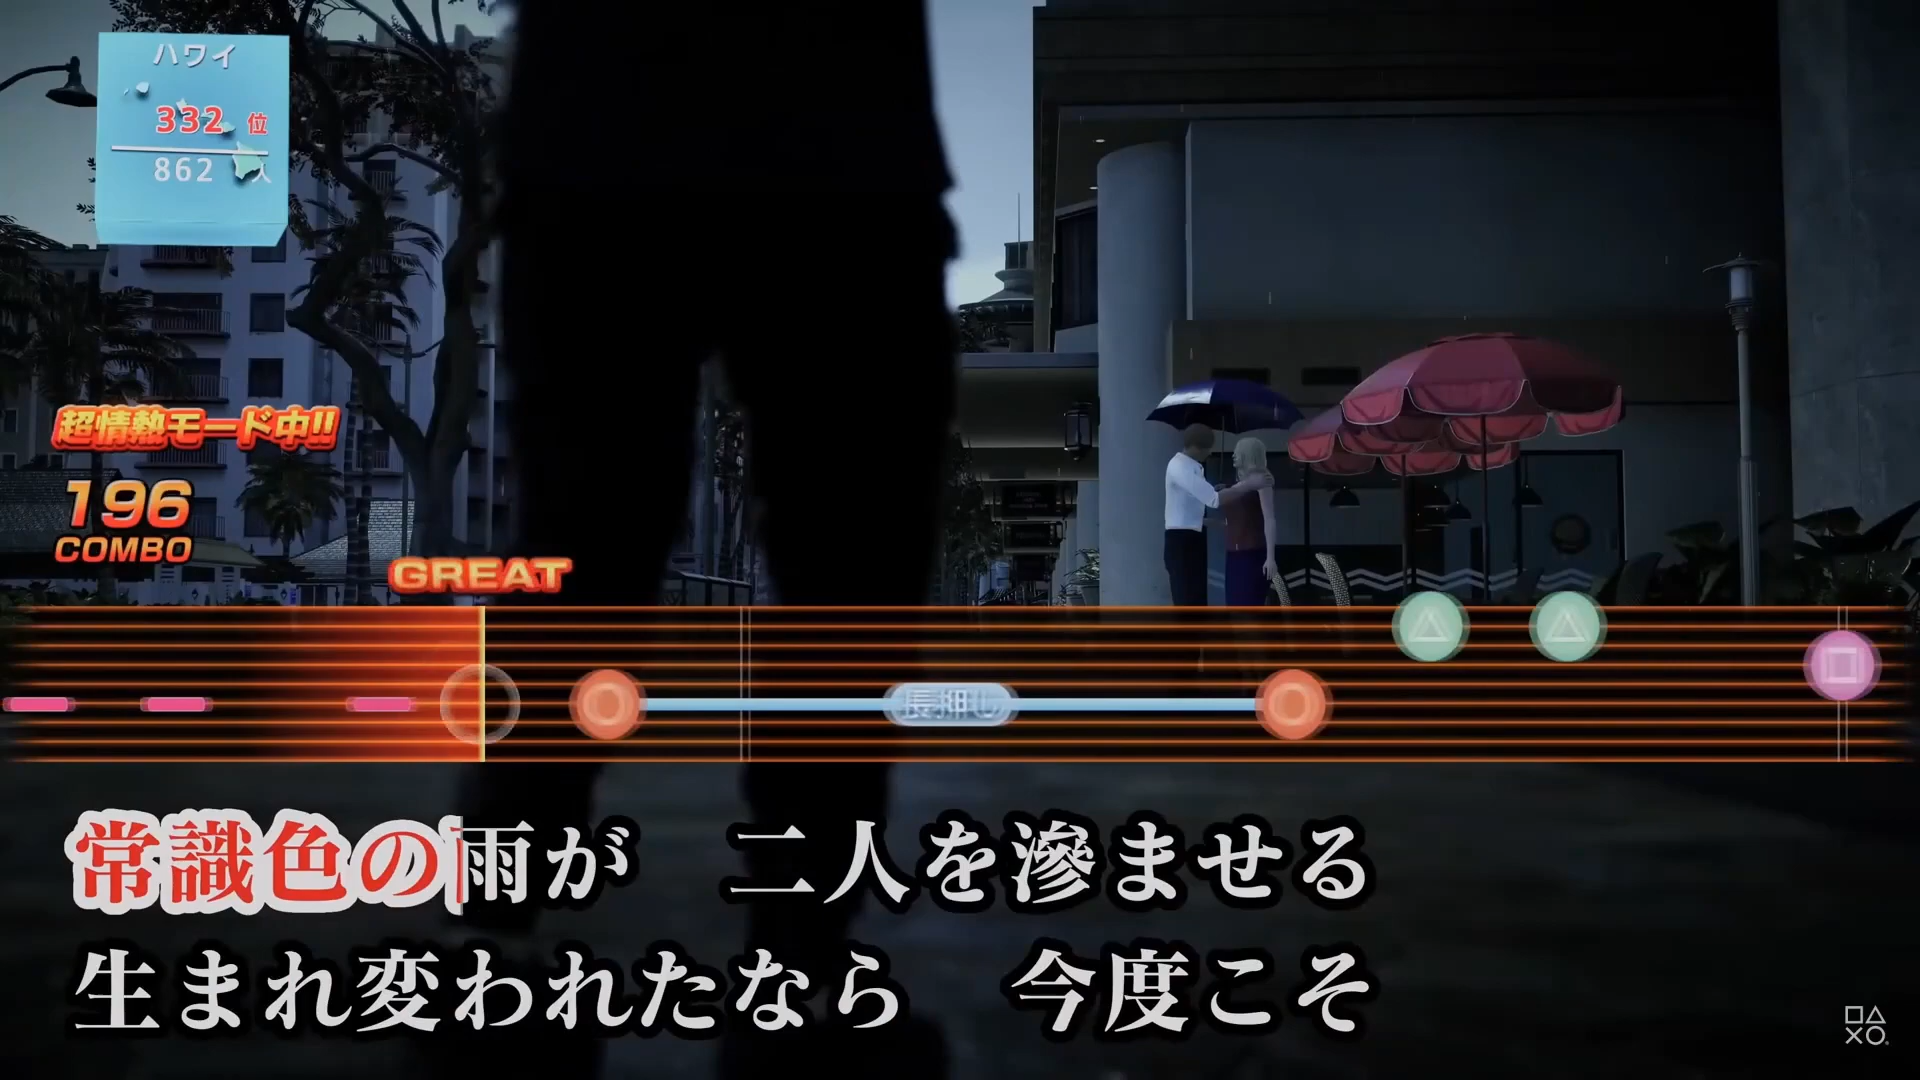 ハワイ
332 位
862 人
超情熱モード中!!
196
COMBO
GREAT
長押し
常識色の雨が 二人を滲ませる
生まれ変われたなら 今度こそ